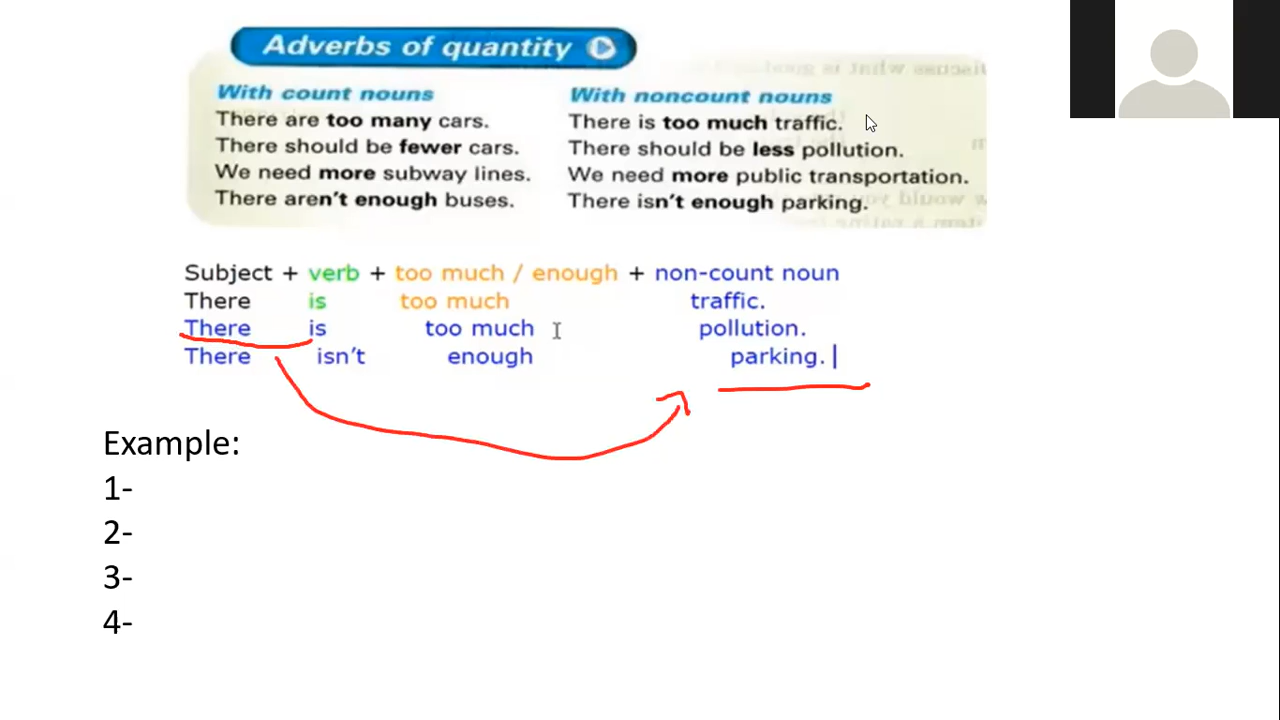 Adverbs of quantity
With count nouns
There are too many cars.
There should be fewer cars.
We need more subway lines.
There aren't enough buses.
With noncount nouns
There is too much traffic.
There should be less pollution.
We need more public transportation.
There isn't enough parking.
Subject + verb + too much / enough + non-count noun
There is too much traffic.
There is too much pollution.
There isn't enough parking.
Example:
1-
2-
3-
4-